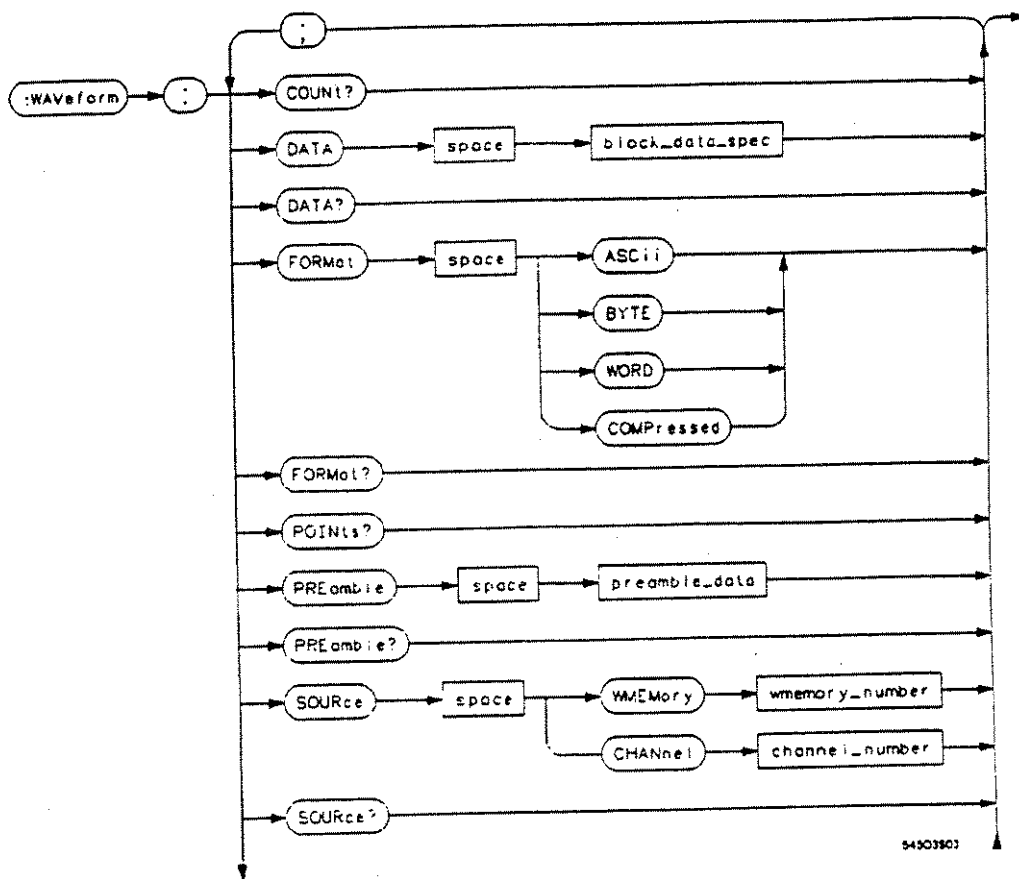 ;
:WAVeform : COUNt?
DATA space block_data_spec
DATA?
FORMat space ASCii
BYTE
WORD
COMPressed
FORMat?
POINts?
PREamble space preamble_data
PREamble?
SOURce space WMEMory wmemory_number
CHANnel channel_number
SOURce?
54503S03